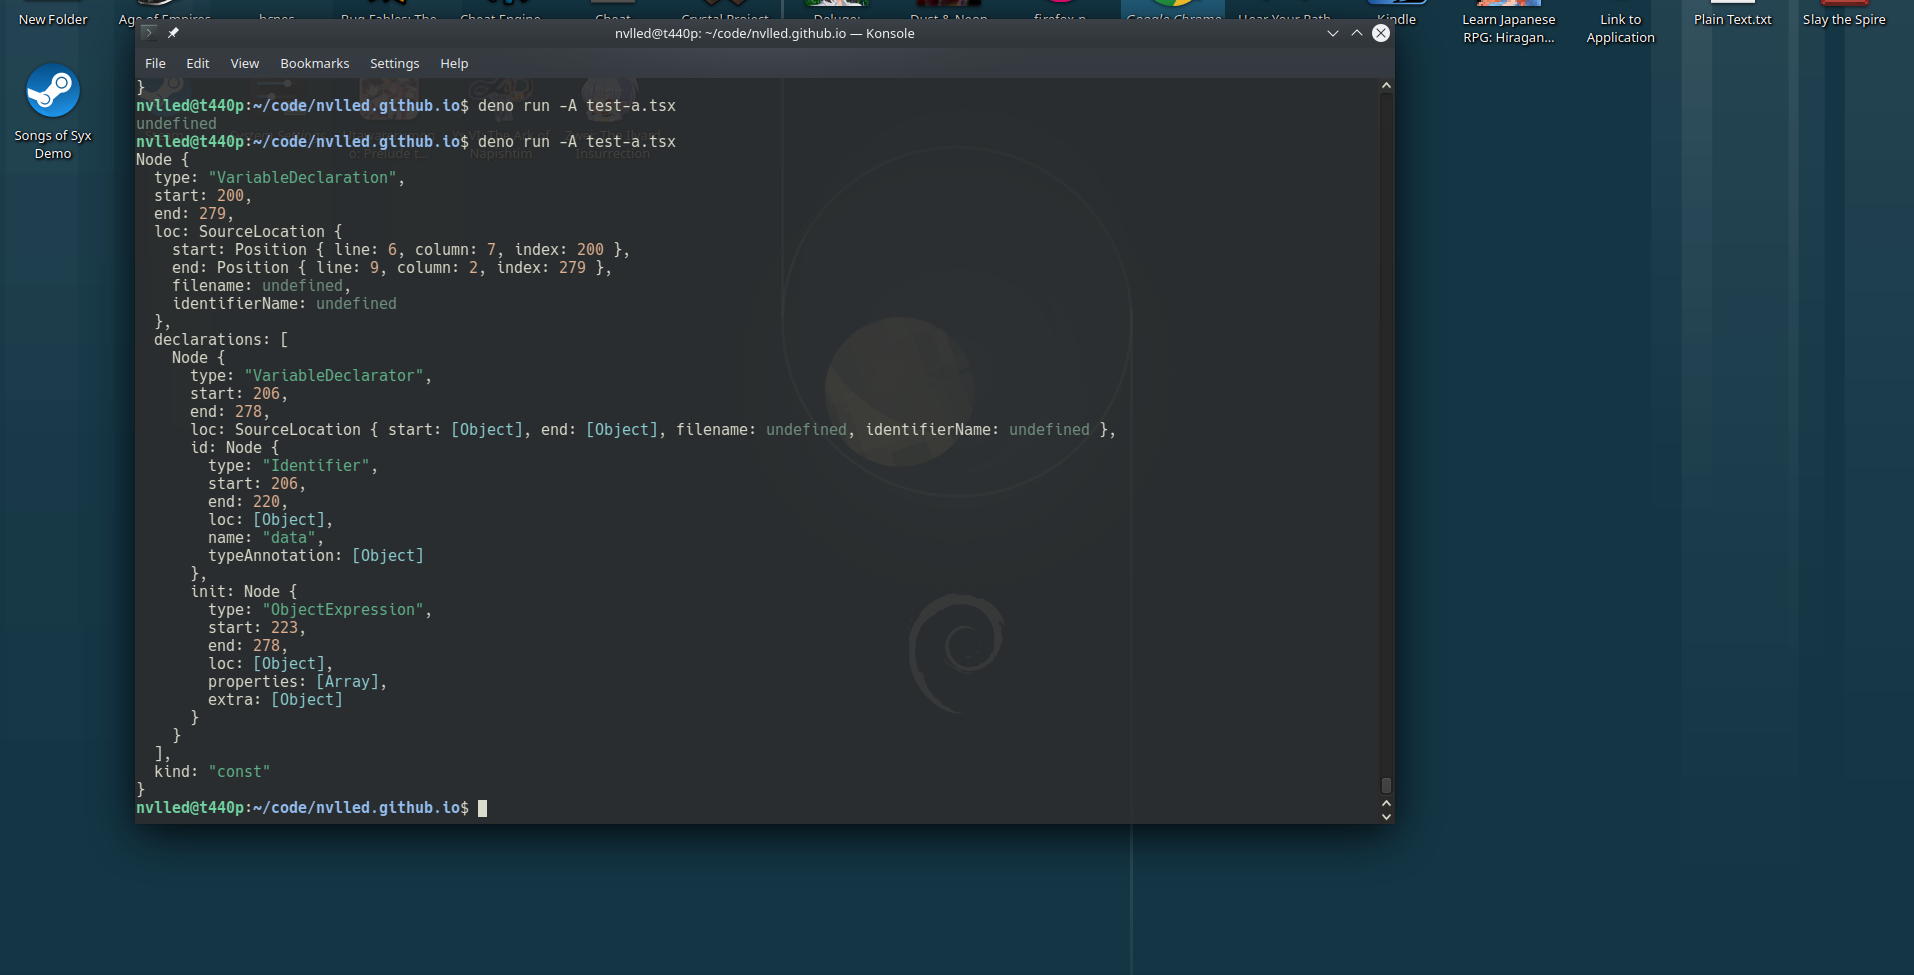 New Folder
Age of Empires
bcnes
Bug Fables: The
Cheat Engine
Cheat
Crystal Project
Deluge:
Dust & Neon
firefox-n
Google Chrome
Hear Your Path
Kindle
Learn Japanese
RPG: Hiragan...
Link to
Application
Plain Text.txt
Slay the Spire
Songs of Syx
Demo
nvlled@t440p: ~/code/nvlled.github.io — Konsole
File Edit View Bookmarks Settings Help
}
nvlled@t440p:~/code/nvlled.github.io$ deno run -A test-a.tsx
undefined
nvlled@t440p:~/code/nvlled.github.io$ deno run -A test-a.tsx
Node {
  type: "VariableDeclaration",
  start: 200,
  end: 279,
  loc: SourceLocation {
    start: Position { line: 6, column: 7, index: 200 },
    end: Position { line: 9, column: 2, index: 279 },
    filename: undefined,
    identifierName: undefined
  },
  declarations: [
    Node {
      type: "VariableDeclarator",
      start: 206,
      end: 278,
      loc: SourceLocation { start: [Object], end: [Object], filename: undefined, identifierName: undefined },
      id: Node {
        type: "Identifier",
        start: 206,
        end: 220,
        loc: [Object],
        name: "data",
        typeAnnotation: [Object]
      },
      init: Node {
        type: "ObjectExpression",
        start: 223,
        end: 278,
        loc: [Object],
        properties: [Array],
        extra: [Object]
      }
    }
  ],
  kind: "const"
}
nvlled@t440p:~/code/nvlled.github.io$